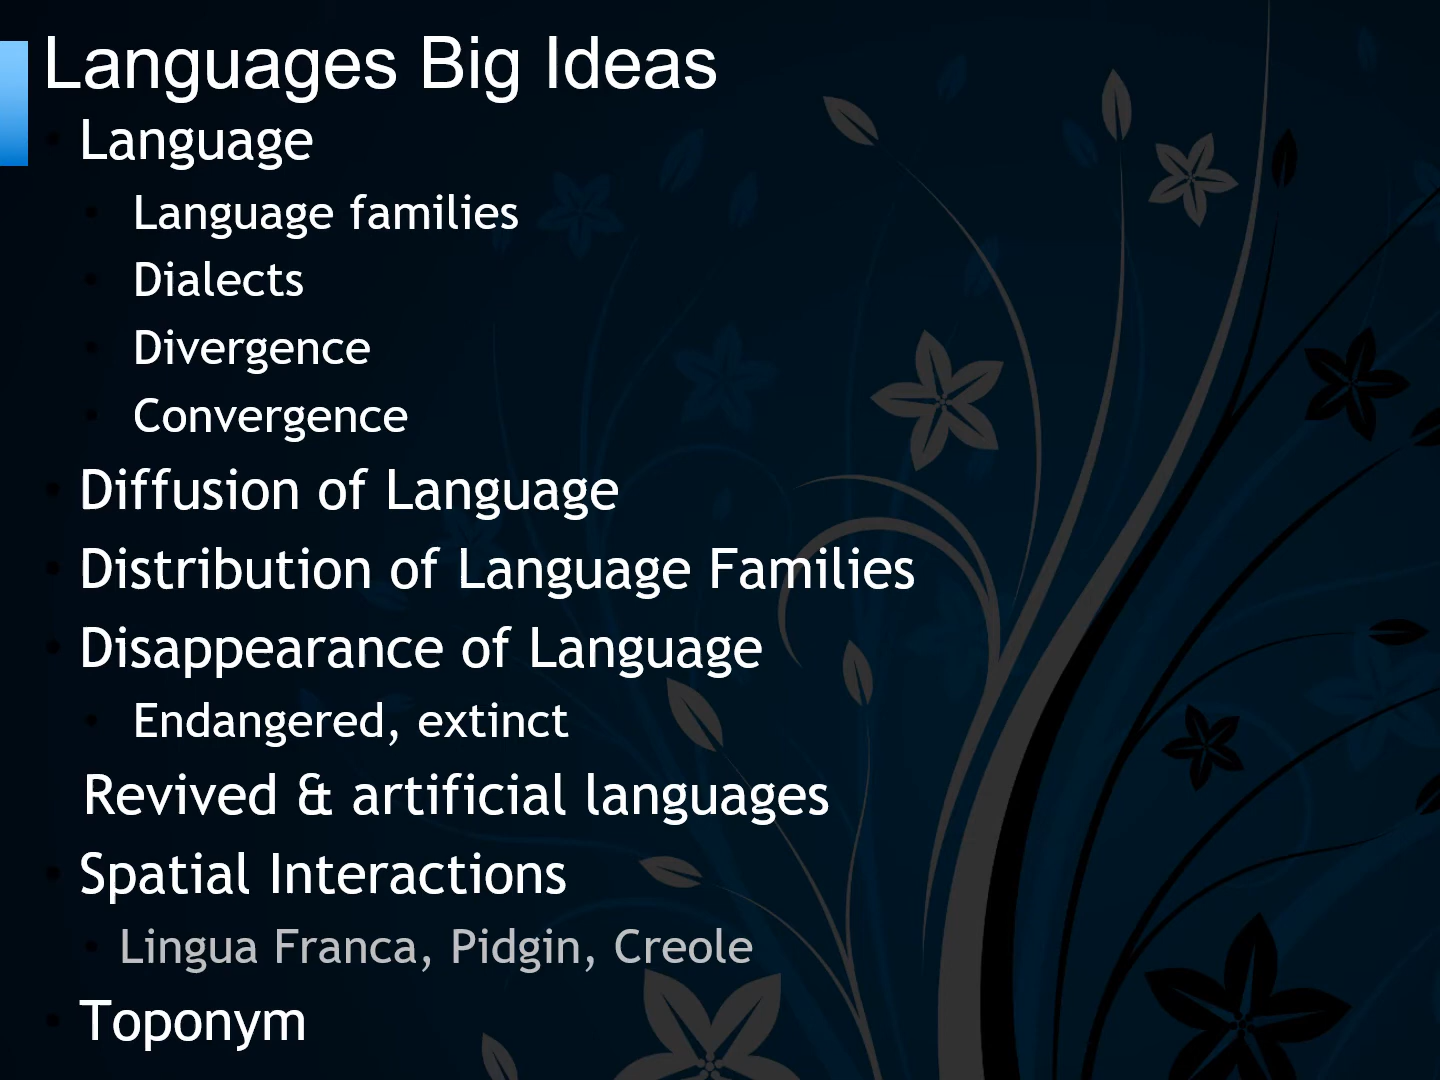 Languages Big Ideas
Language
Language families
Dialects
Divergence
Convergence
Diffusion of Language
Distribution of Language Families
Disappearance of Language
Endangered, extinct
Revived & artificial languages
Spatial Interactions
Lingua Franca, Pidgin, Creole
Toponym